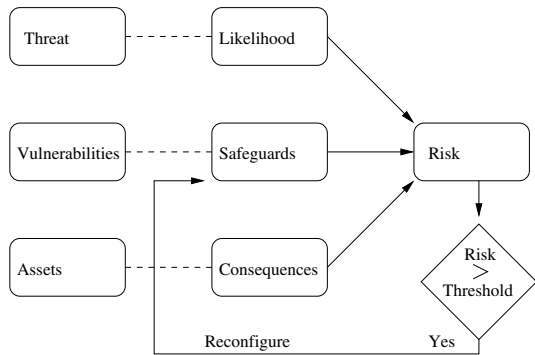 Threat
Likelihood
Vulnerabilities
Safeguards
Risk
Assets
Consequences
Risk
>
Threshold
Reconfigure
Yes